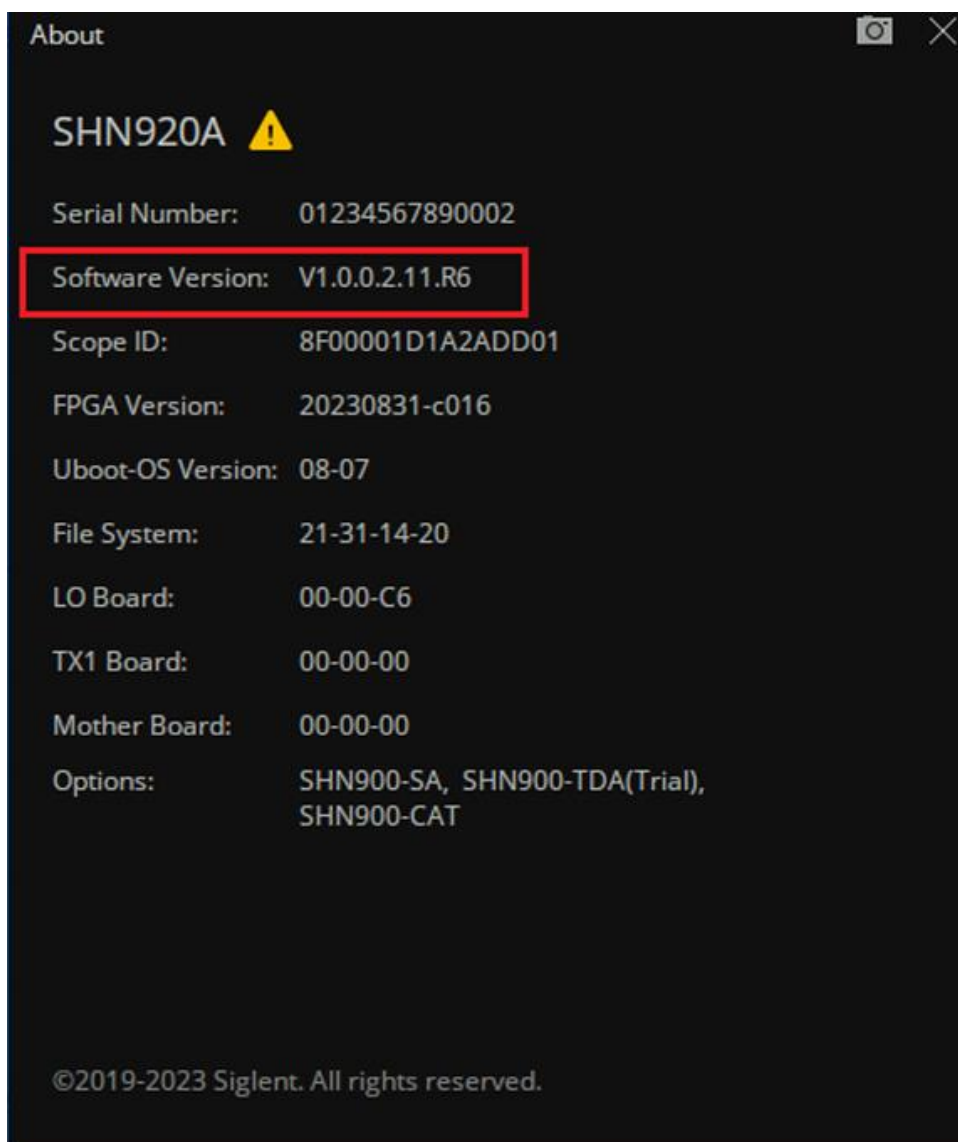 About
SHN920A
Serial Number: 01234567890002
Software Version: V1.0.0.2.11.R6
Scope ID: 8F00001D1A2ADD01
FPGA Version: 20230831-c016
Uboot-OS Version: 08-07
File System: 21-31-14-20
LO Board: 00-00-C6
TX1 Board: 00-00-00
Mother Board: 00-00-00
Options: SHN900-SA, SHN900-TDA(Trial),
SHN900-CAT
©2019-2023 Siglent. All rights reserved.